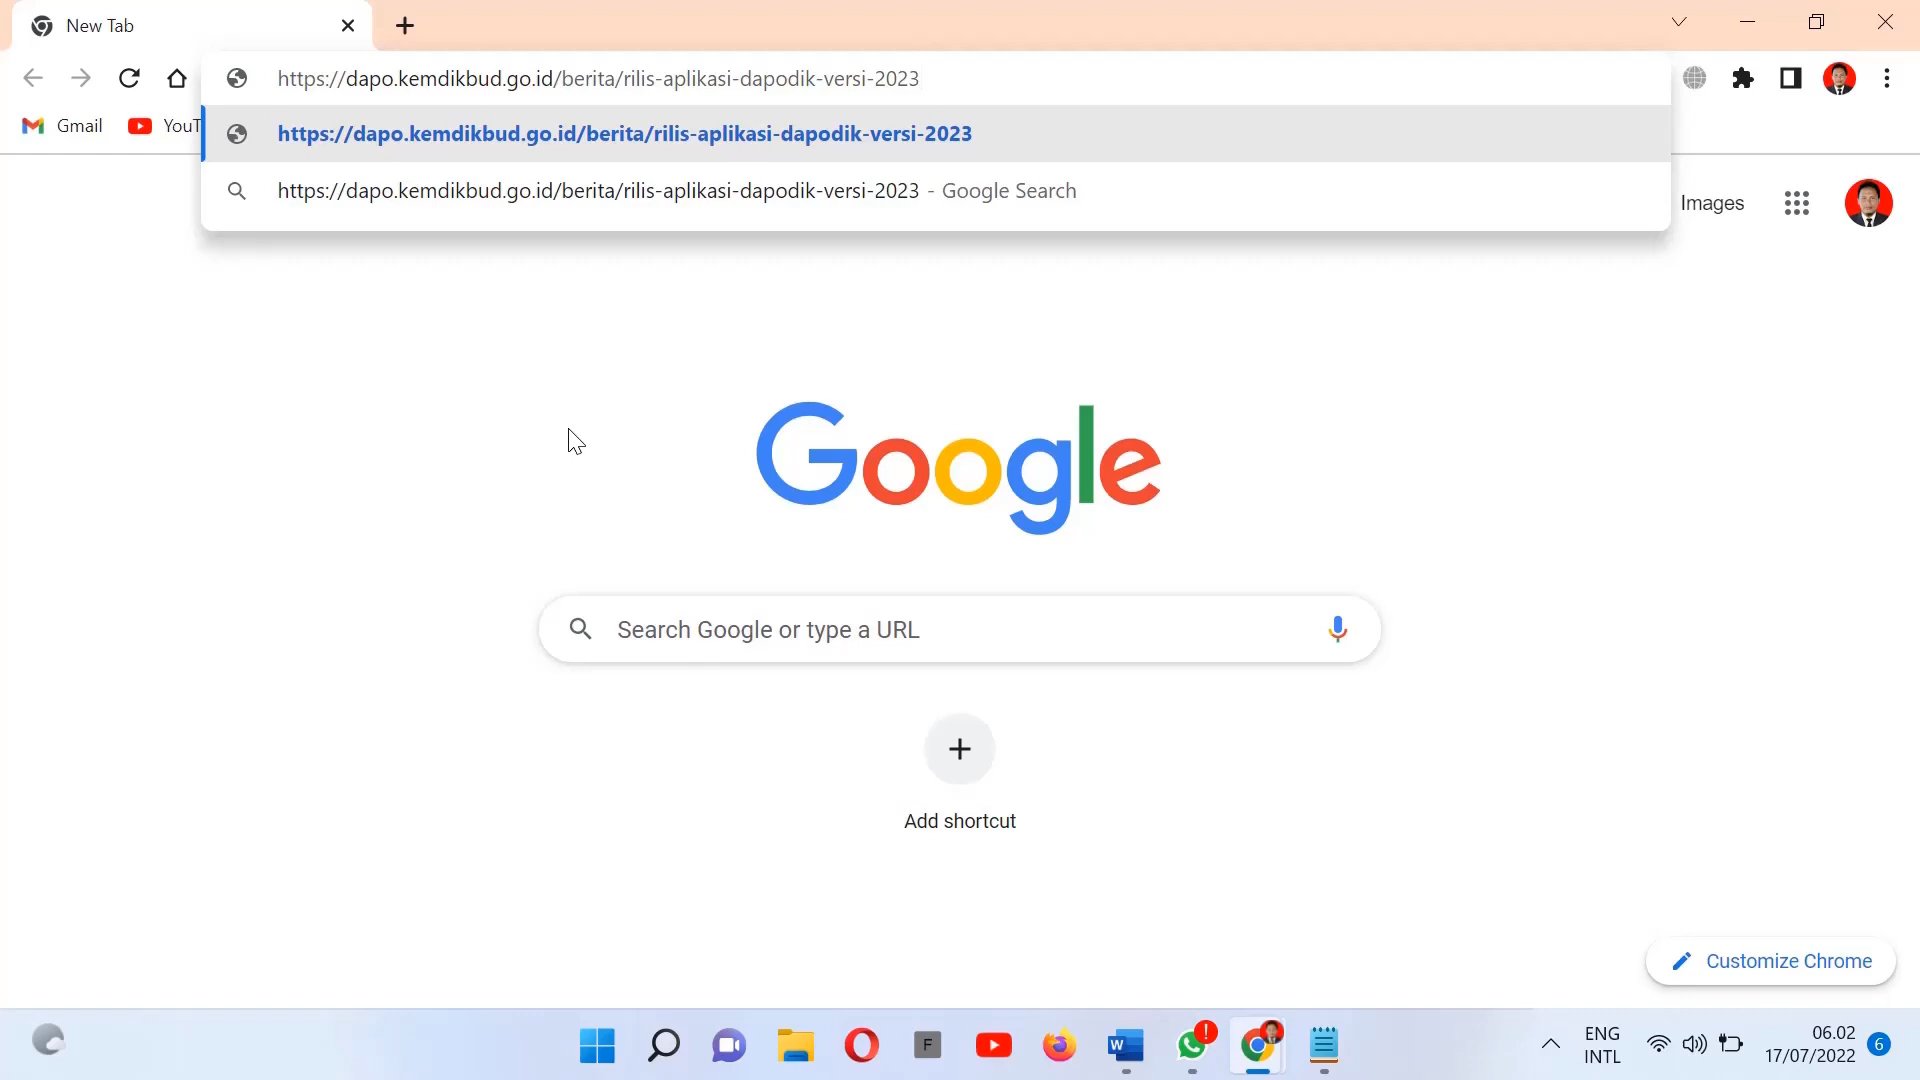 New Tab
https://dapo.kemdikbud.go.id/berita/rilis-aplikasi-dapodik-versi-2023
https://dapo.kemdikbud.go.id/berita/rilis-aplikasi-dapodik-versi-2023
https://dapo.kemdikbud.go.id/berita/rilis-aplikasi-dapodik-versi-2023 - Google Search
Gmail YouT
Images
Google
Search Google or type a URL
Add shortcut
Customize Chrome
F
W
!
ENG
INTL
06.02
17/07/2022
6